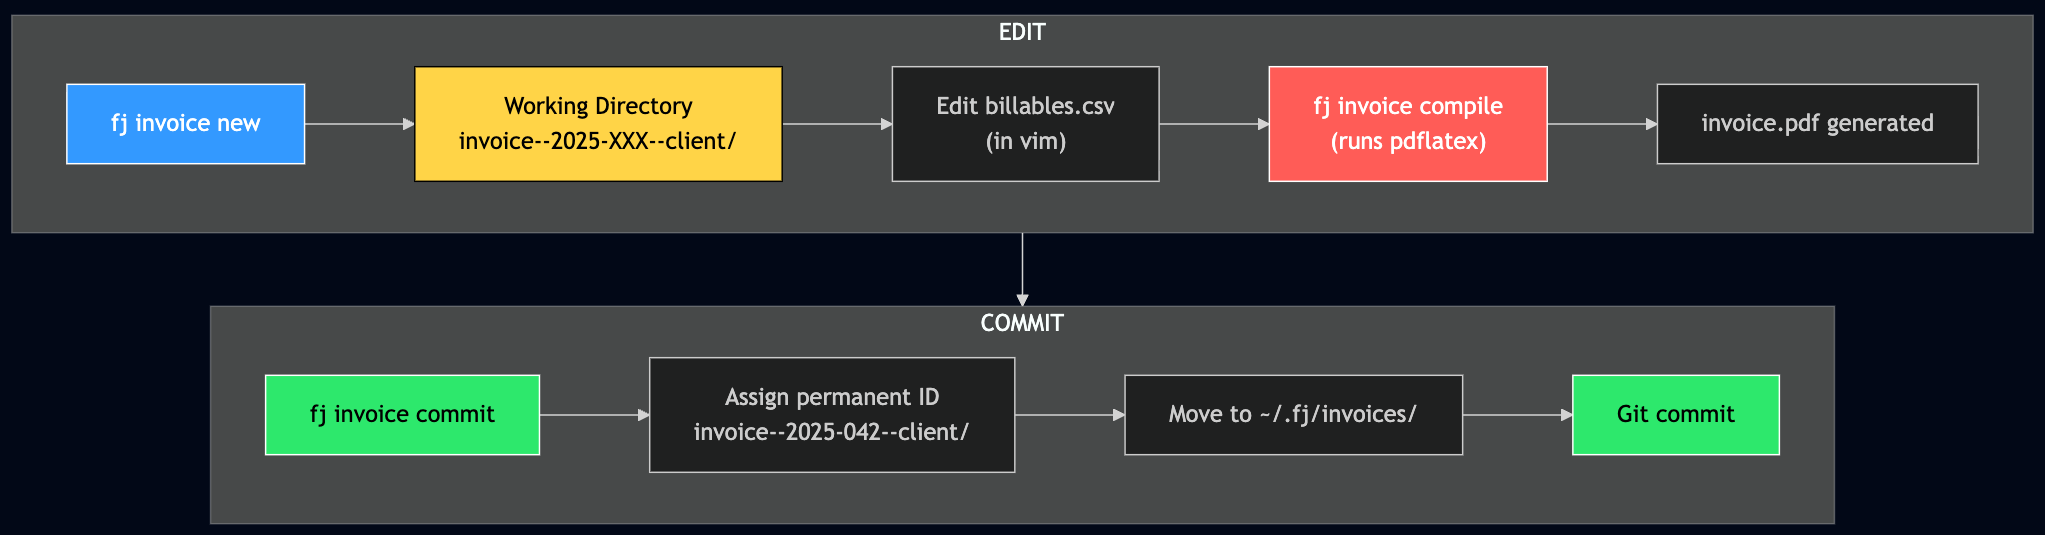 EDIT
fj invoice new
Working Directory
invoice--2025-XXX--client/
Edit billables.csv
(in vim)
fj invoice compile
(runs pdflatex)
invoice.pdf generated
COMMIT
fj invoice commit
Assign permanent ID
invoice--2025-042--client/
Move to ~/.fj/invoices/
Git commit